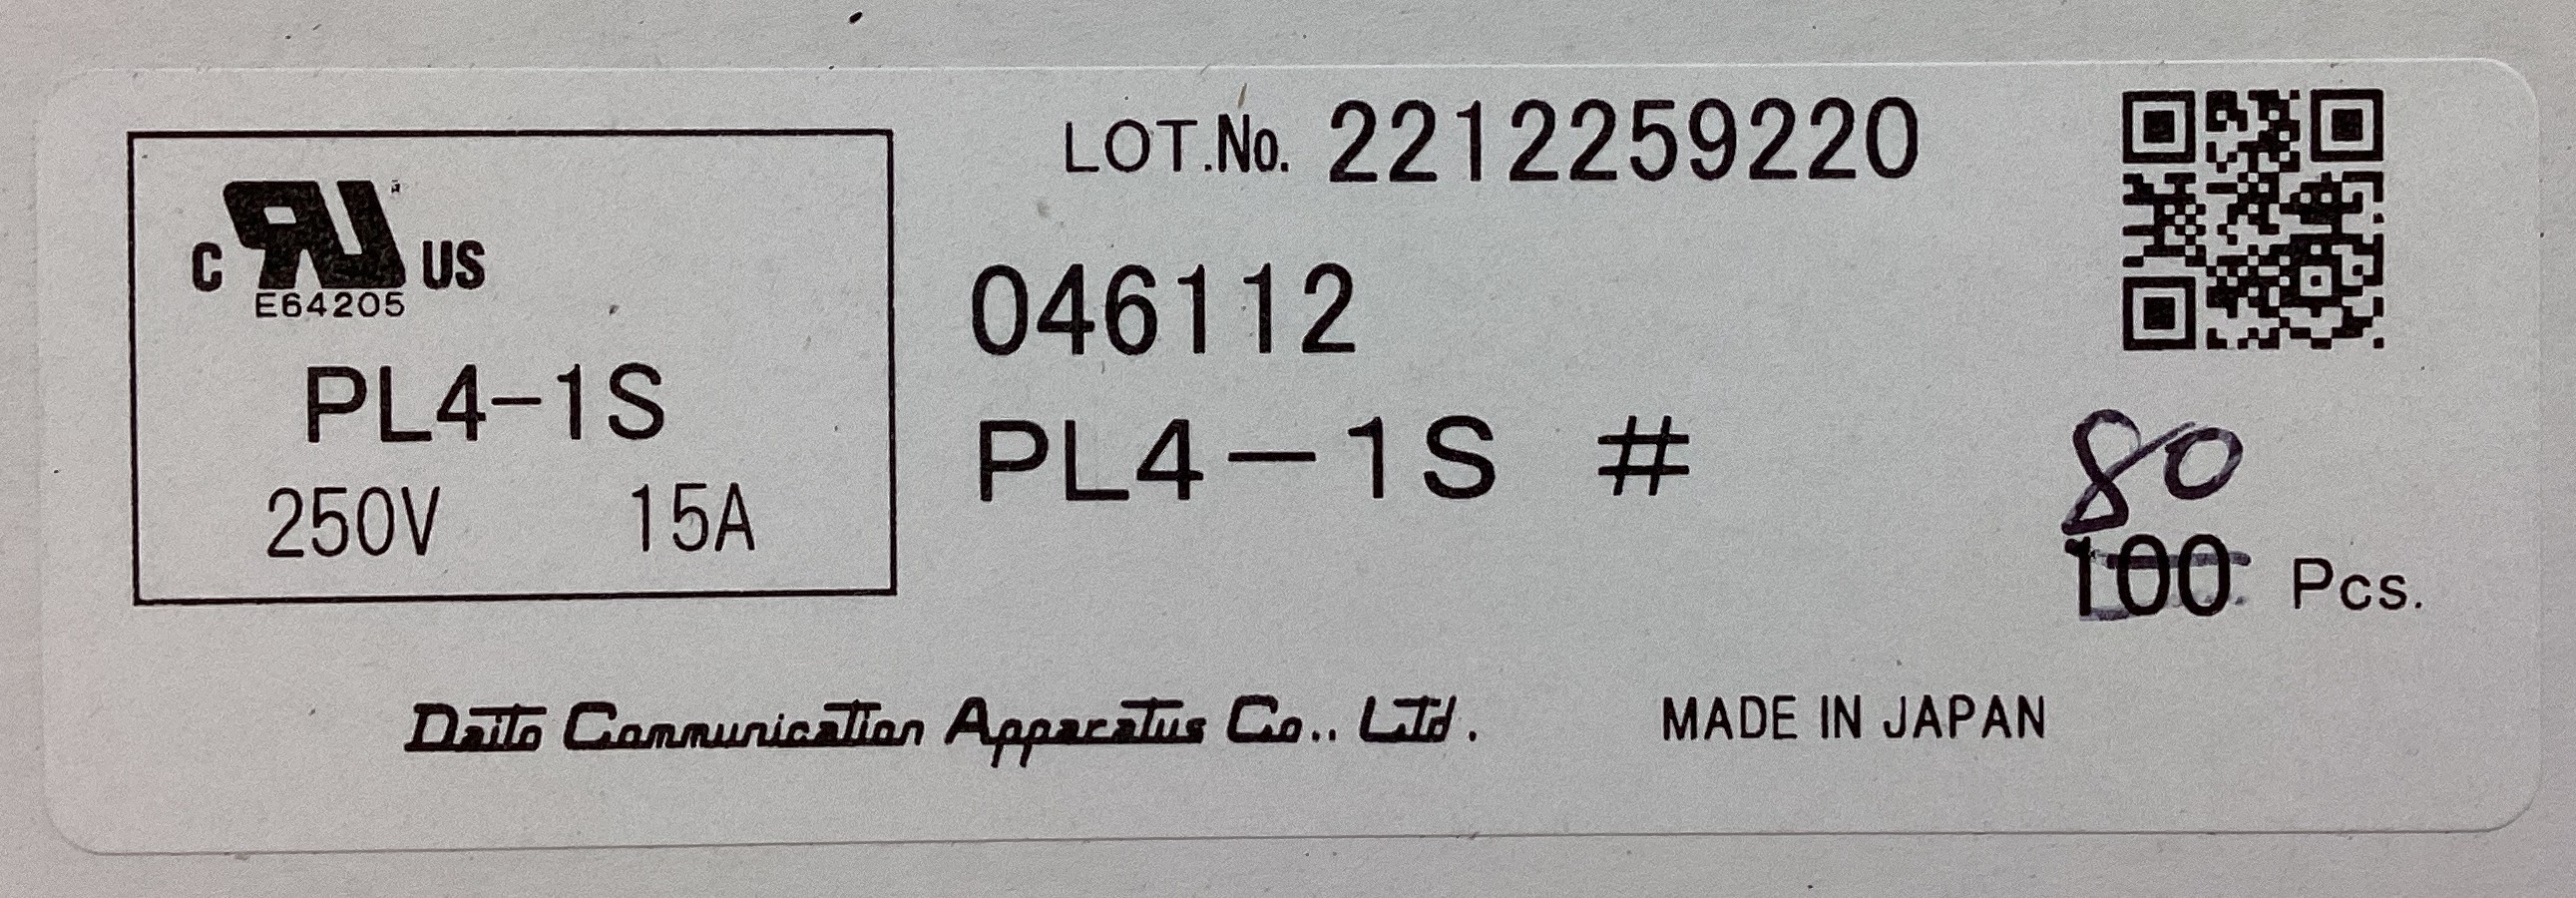 LOT.No. 2212259220
C RU US
E64205
046112
PL4-1S
PL4-1S #
250V 15A
80
100 Pcs.
Daito Communication Apparatus Co., Ltd.
MADE IN JAPAN